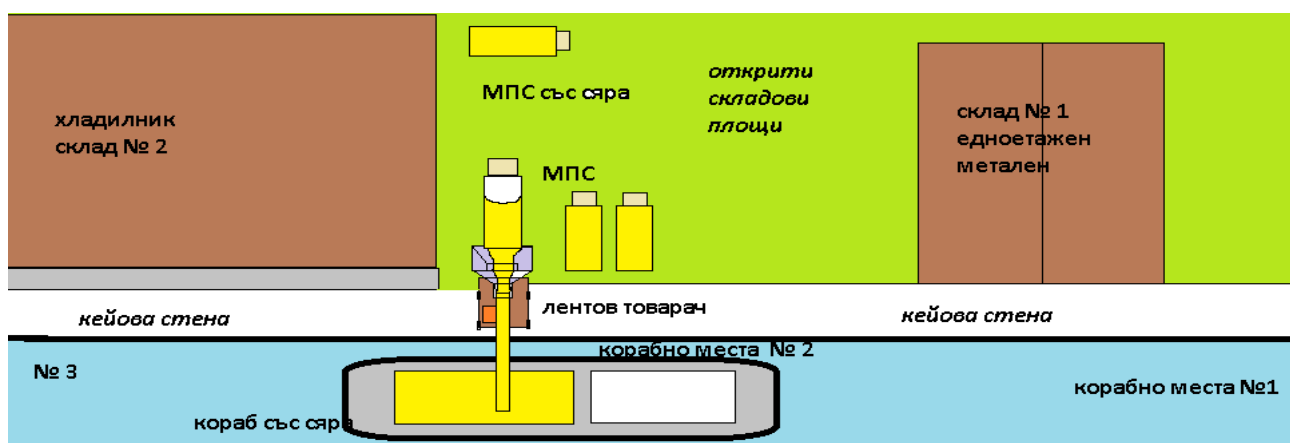 МПС със сяра
открити
складови
площи
хладилник
склад № 2
склад № 1
едноетажен
метален
МПС
лентов товарач
кейова стена
кейова стена
корабно места № 2
№ 3
корабно места №1
кораб със сяра